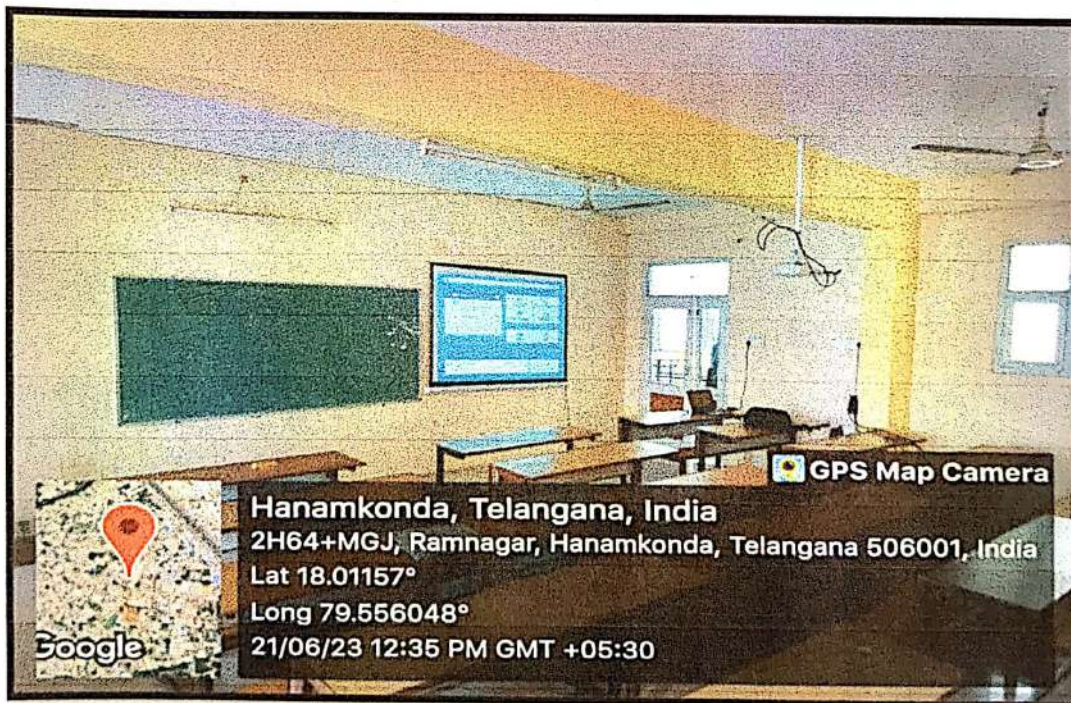 GPS Map Camera
Hanamkonda, Telangana, India
2H64+MGJ, Ramnagar, Hanamkonda, Telangana 506001, India
Lat 18.01157°
Long 79.556048°
21/06/23 12:35 PM GMT +05:30
Google